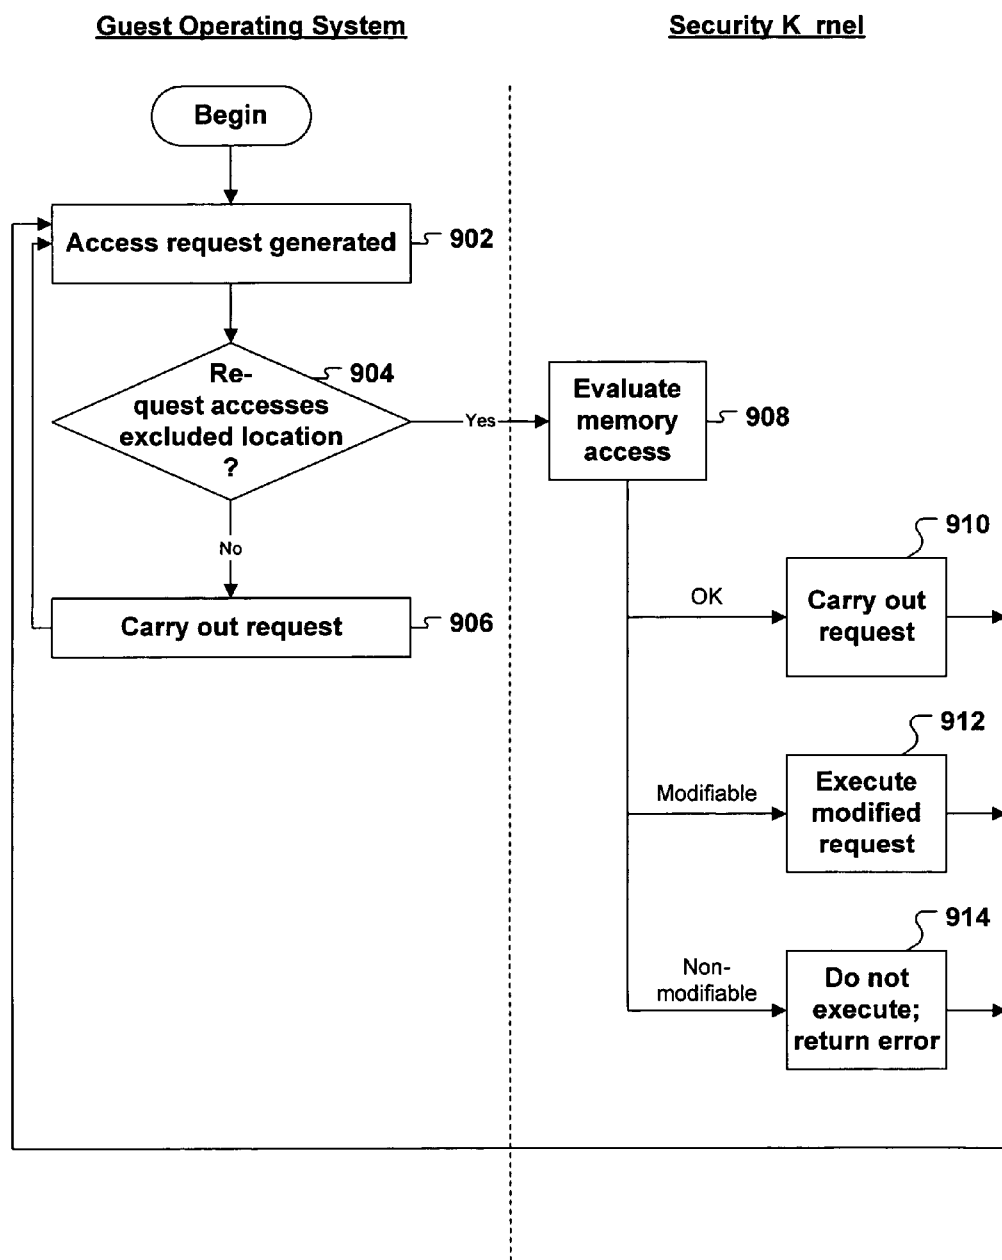 Guest Operating System
Security K rnel
Begin
Access request generated
902
Re-
quest accesses
excluded location
?
904
Yes
No
Carry out request
906
Evaluate
memory
access
908
OK
Carry out
request
910
Modifiable
Execute
modified
request
912
Non-
modifiable
Do not
execute;
return error
914